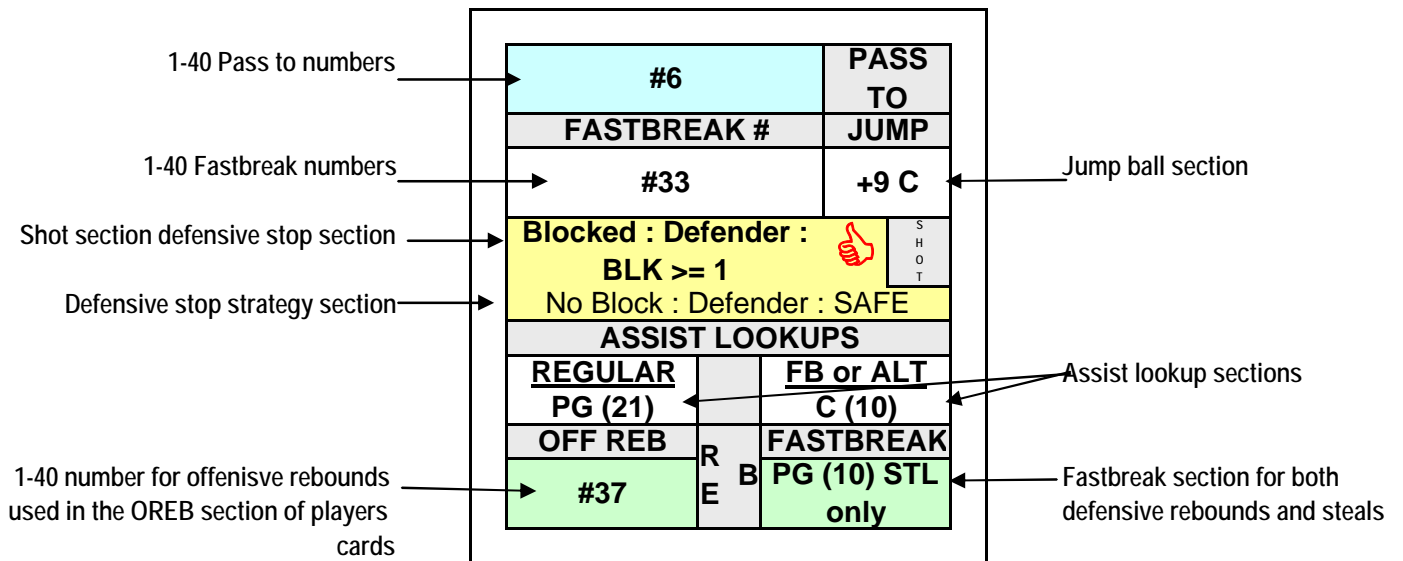 1-40 Pass to numbers
#6
PASS
TO
FASTBREAK #
JUMP
1-40 Fastbreak numbers
#33
+9 C
Jump ball section
Shot section defensive stop section
Blocked : Defender :
BLK >= 1
S
H
O
T
Defensive stop strategy section
No Block : Defender : SAFE
ASSIST LOOKUPS
REGULAR
PG (21)
FB or ALT
C (10)
Assist lookup sections
OFF REB
R
E
B
FASTBREAK
1-40 number for offenisve rebounds
used in the OREB section of players
cards
#37
PG (10) STL
only
Fastbreak section for both
defensive rebounds and steals